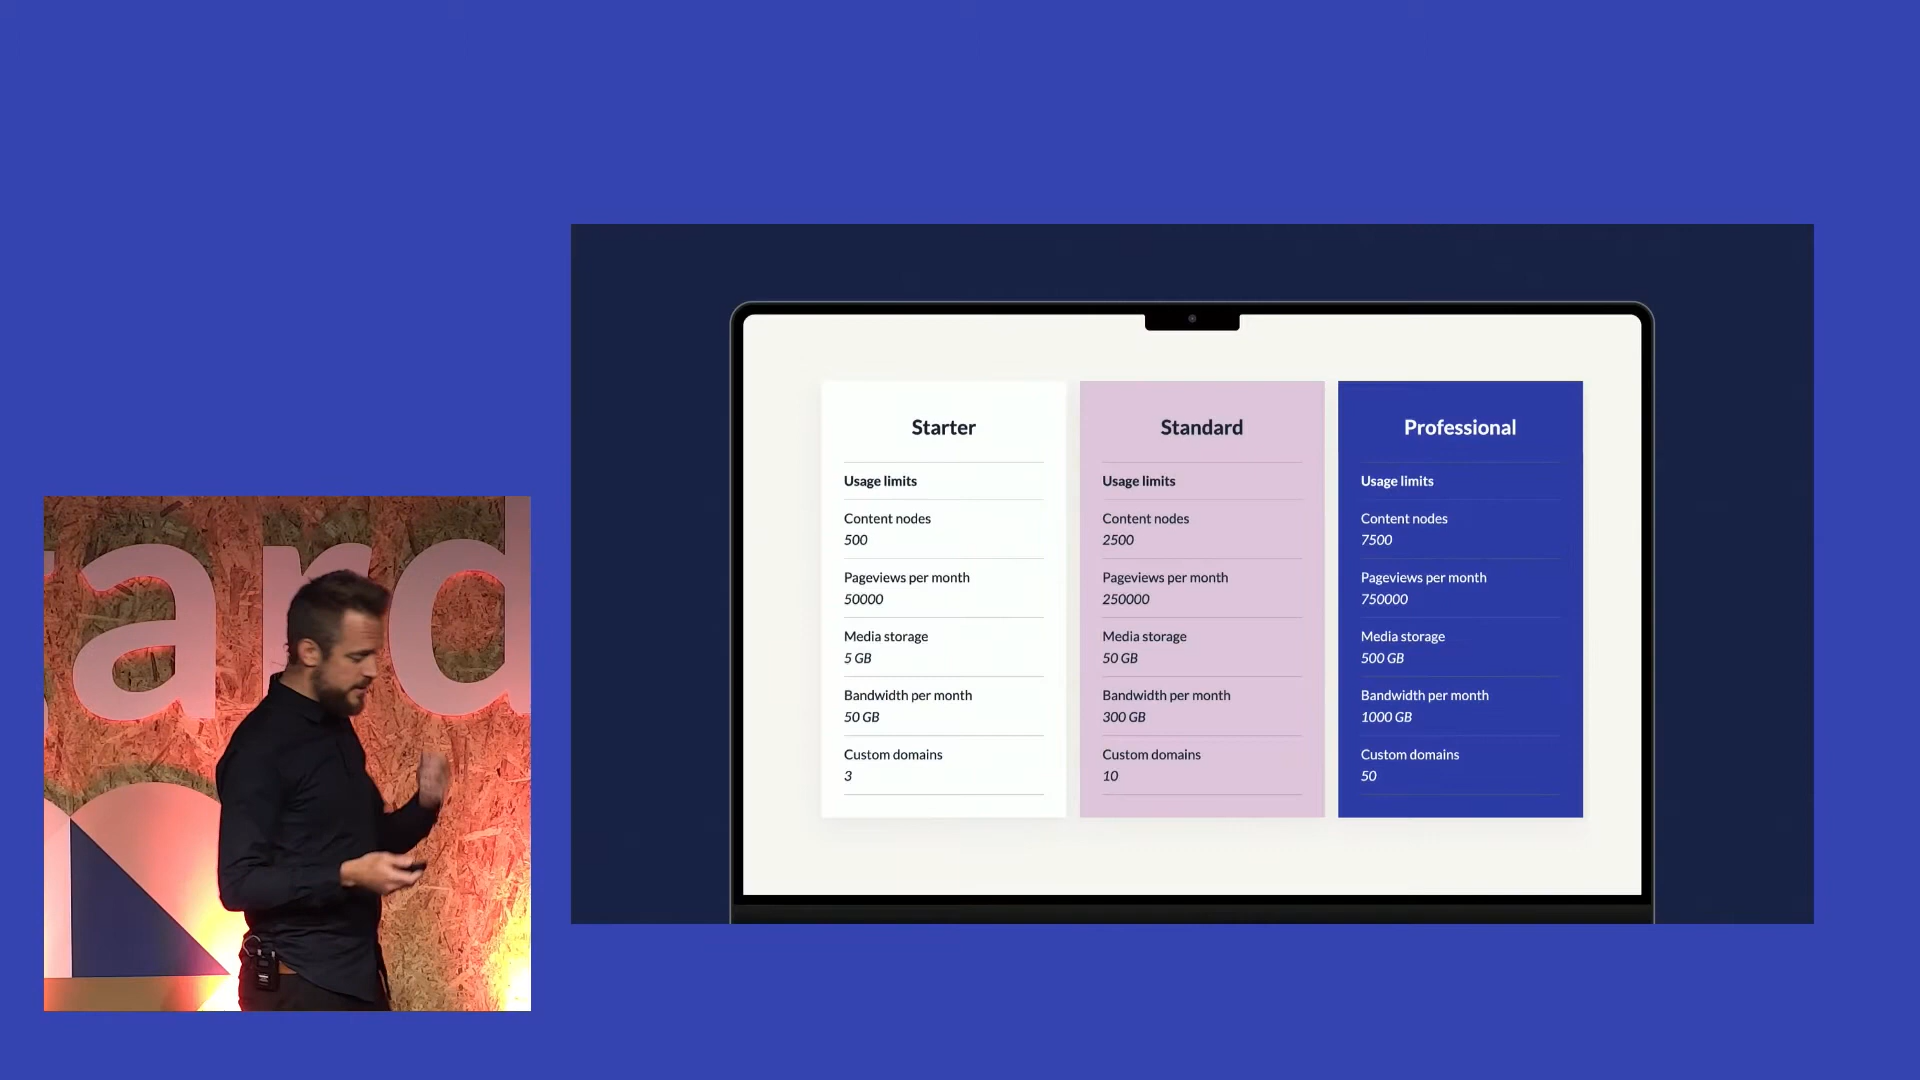 ard
Starter
Usage limits
Content nodes
500
Pageviews per month
50000
Media storage
5 GB
Bandwidth per month
50 GB
Custom domains
3
Standard
Usage limits
Content nodes
2500
Pageviews per month
250000
Media storage
50 GB
Bandwidth per month
300 GB
Custom domains
10
Professional
Usage limits
Content nodes
7500
Pageviews per month
750000
Media storage
500 GB
Bandwidth per month
1000 GB
Custom domains
50